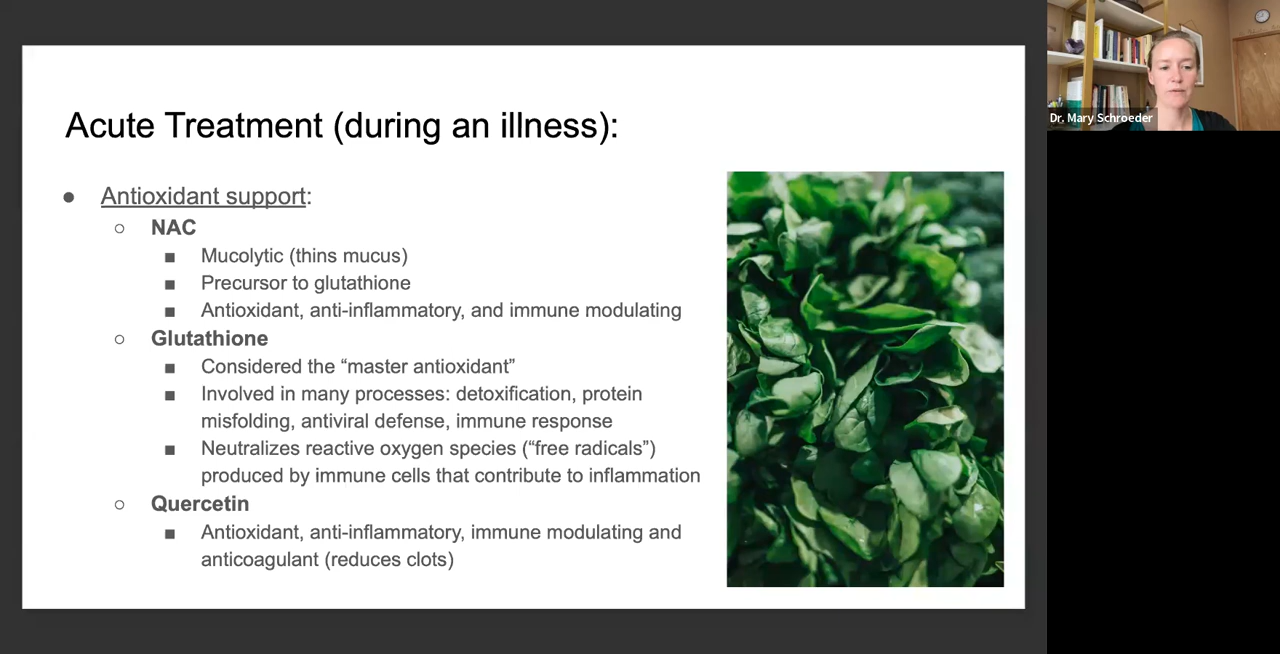 Acute Treatment (during an illness):
● Antioxidant support:
○ NAC
■ Mucolytic (thins mucus)
■ Precursor to glutathione
■ Antioxidant, anti-inflammatory, and immune modulating
○ Glutathione
■ Considered the “master antioxidant”
■ Involved in many processes: detoxification, protein
misfolding, antiviral defense, immune response
■ Neutralizes reactive oxygen species (“free radicals”)
produced by immune cells that contribute to inflammation
○ Quercetin
■ Antioxidant, anti-inflammatory, immune modulating and
anticoagulant (reduces clots)
Dr. Mary Schroeder